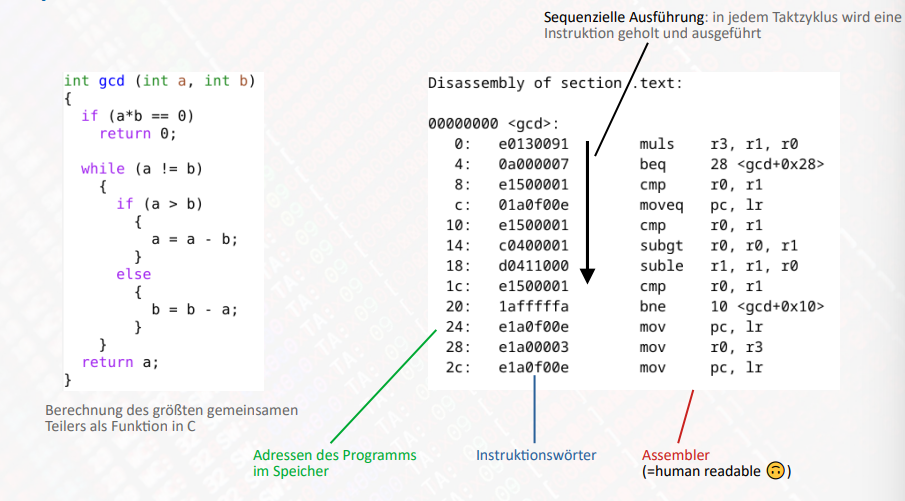 Sequenzielle Ausführung: in jedem Taktzyklus wird eine
Instruktion geholt und ausgeführt
int gcd (int a, int b)
{
  if (a*b == 0)
    return 0;

  while (a != b)
    {
      if (a > b)
        {
          a = a - b;
        }
      else
        {
          b = b - a;
        }
    }
  return a;
}
Berechnung des größten gemeinsamen
Teilers als Funktion in C
Disassembly of section .text:

00000000 <gcd>:
   0:   e0130091        muls    r3, r1, r0
   4:   0a000007        beq     28 <gcd+0x28>
   8:   e1500001        cmp     r0, r1
   c:   01a0f00e        moveq   pc, lr
  10:   e1500001        cmp     r0, r1
  14:   c0400001        subgt   r0, r0, r1
  18:   d0411000        suble   r1, r1, r0
  1c:   e1500001        cmp     r0, r1
  20:   1afffffa        bne     10 <gcd+0x10>
  24:   e1a0f00e        mov     pc, lr
  28:   e1a00003        mov     r0, r3
  2c:   e1a0f00e        mov     pc, lr
Adressen des Programms
im Speicher
Instruktionswörter
Assembler
(=human readable 🙃)